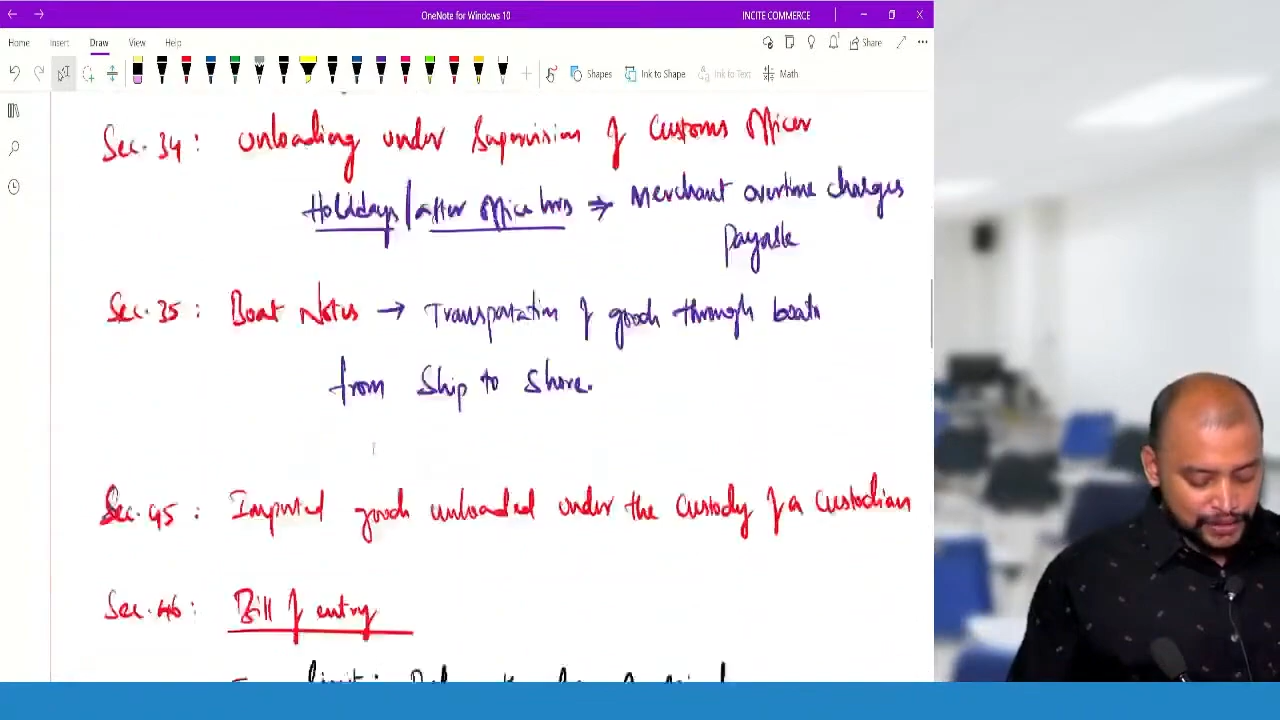 OneNote for Windows 10
INCITE COMMERCE
Home Insert Draw View Help
Share
Shapes Ink to Shape Ink to Text Math
Sec. 34: Unloading under Supervision of Customs Officer
Holidays/after office hrs → Merchant overtime charges
payable
Sec. 35: Boat Notes → Transportation of goods through boats
from Ship to Shore.
Sec. 45: Imported goods unloaded under the custody of a custodian
Sec. 46: Bill of entry
limit: